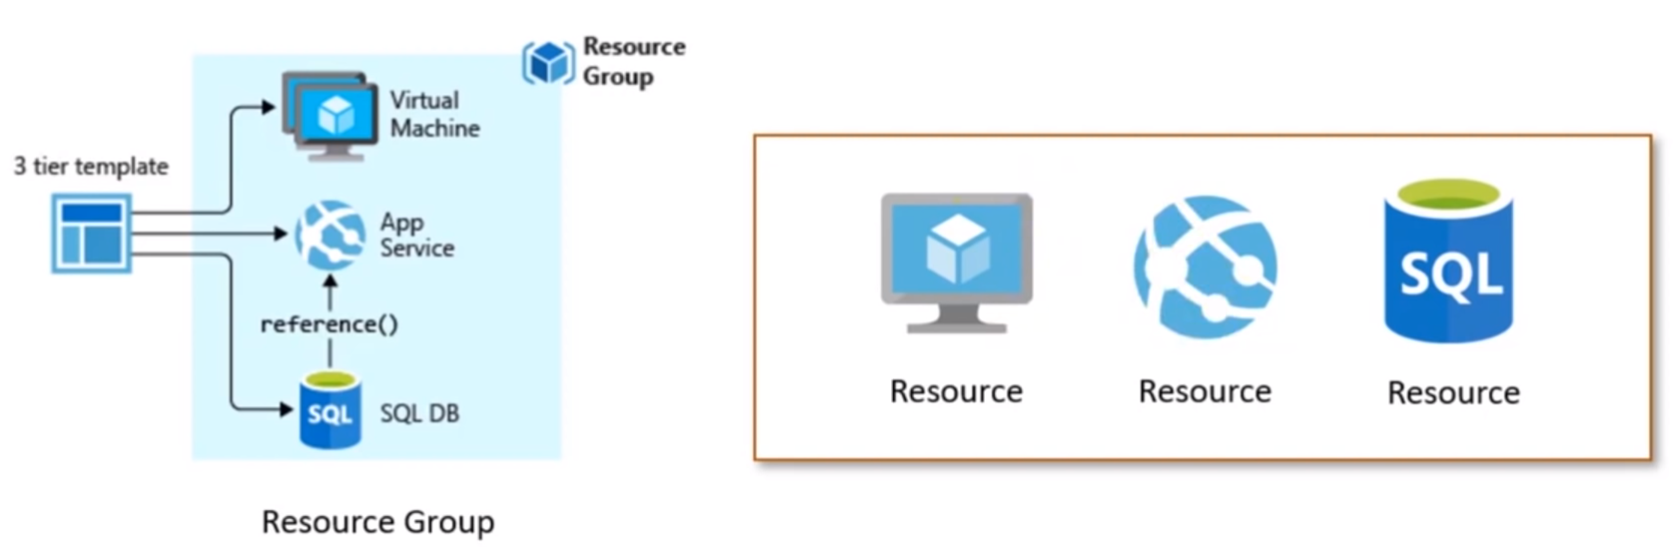 Resource
Group
Virtual
Machine
3 tier template
App
Service
reference()
SQL
SQL DB
Resource Group
SQL
Resource
Resource
Resource